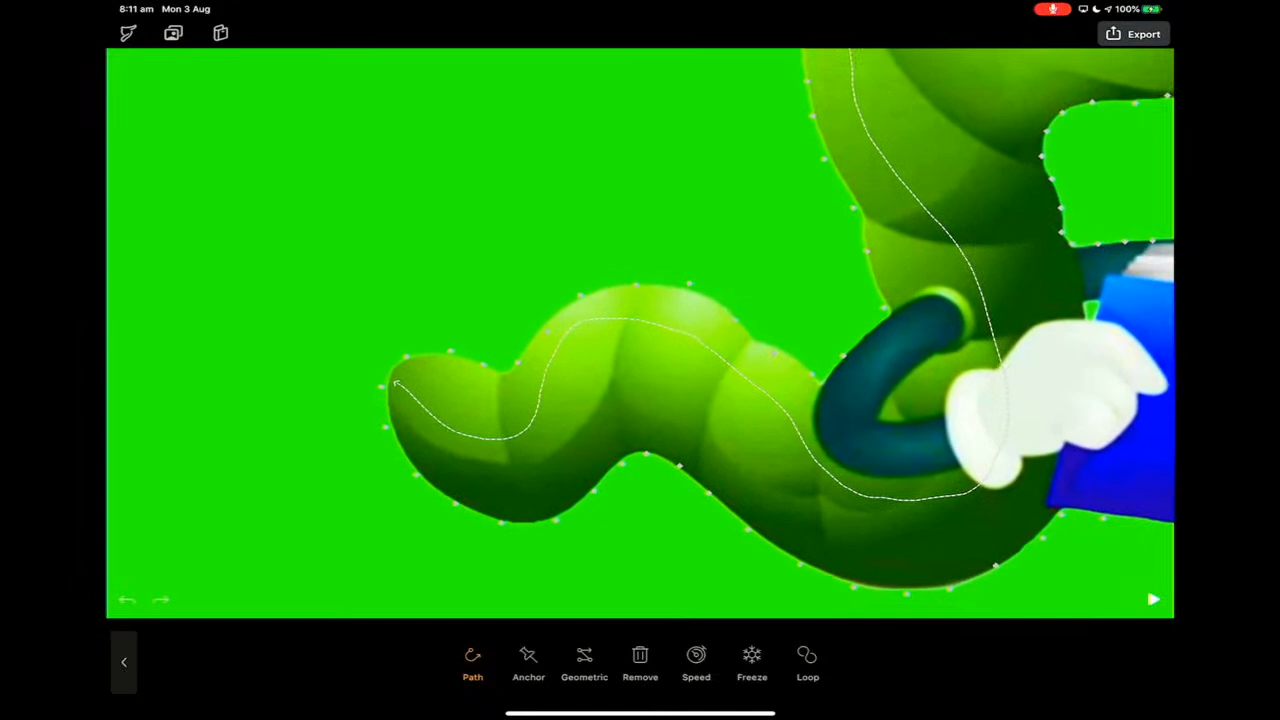 8:11 am Mon 3 Aug
100%
Export
Path
Anchor
Geometric
Remove
Speed
Freeze
Loop